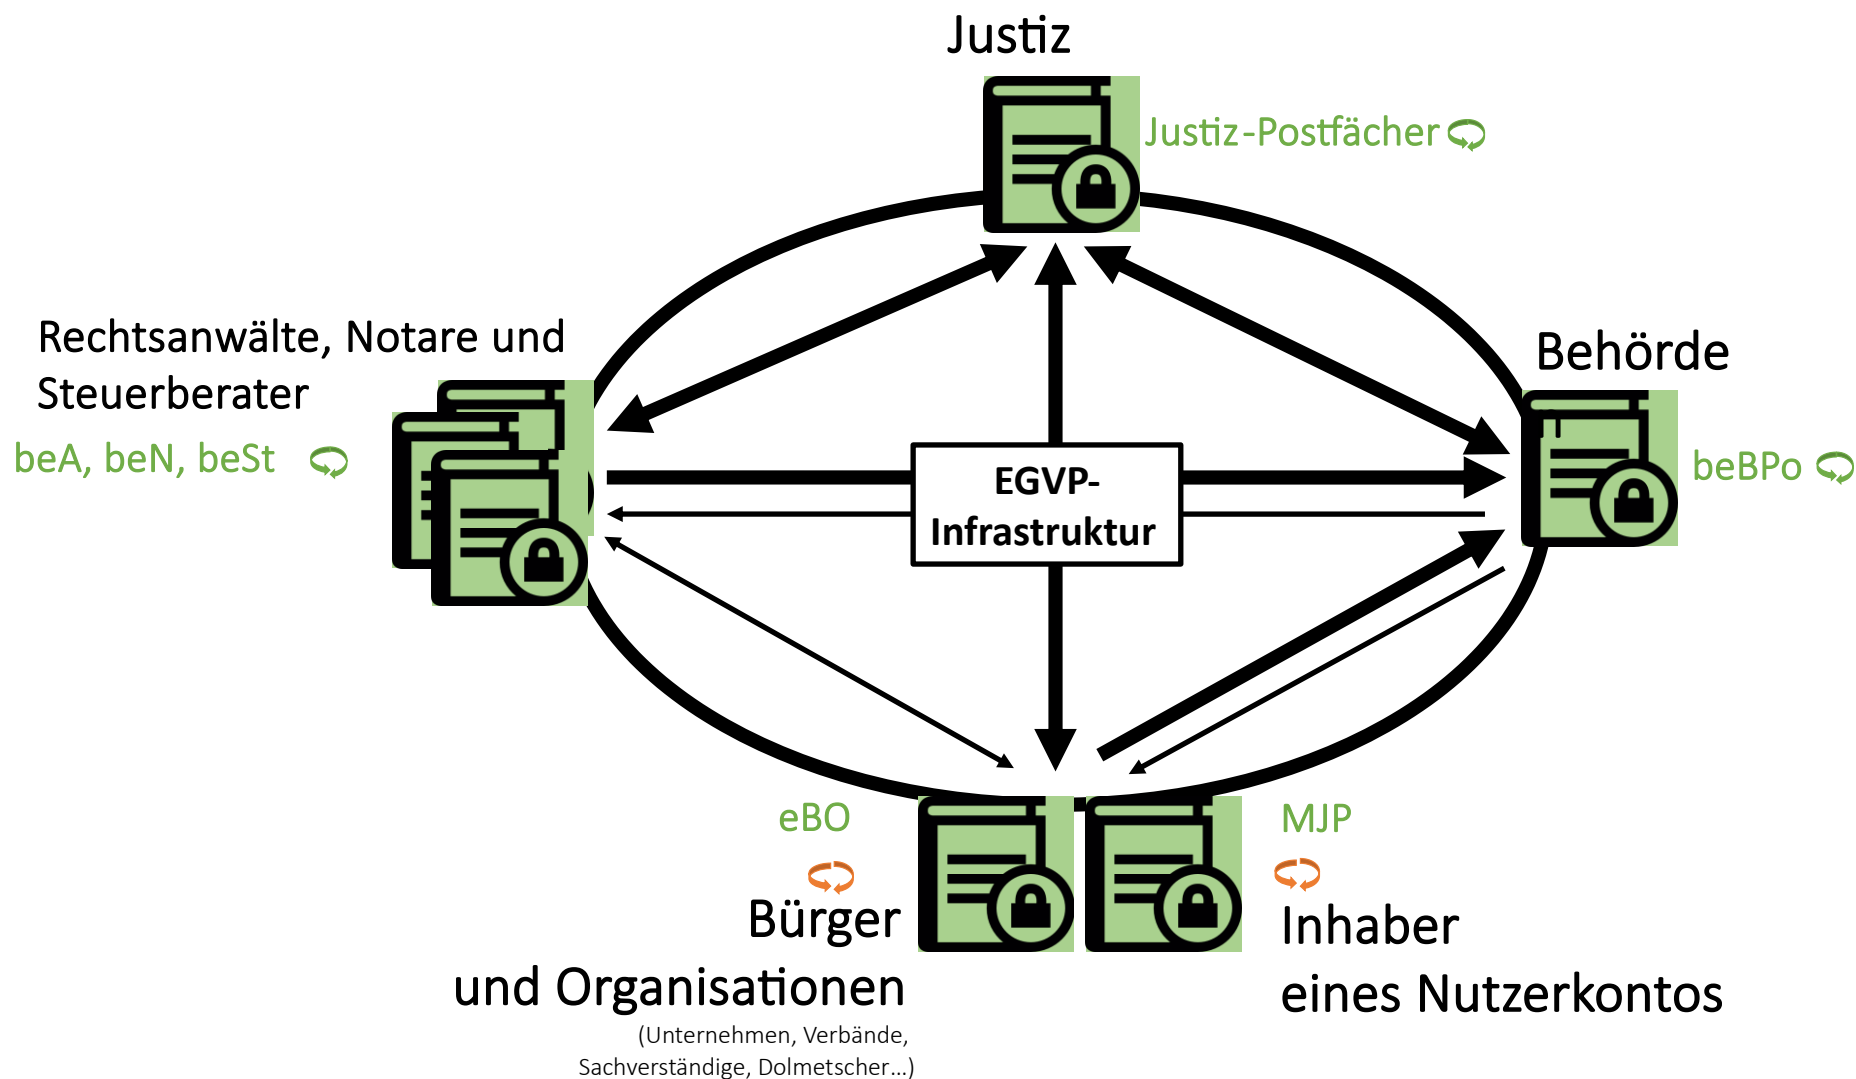 Justiz
Justiz-Postfächer
Rechtsanwälte, Notare und
Steuerberater
beA, beN, beSt
Behörde
beBPo
EGVP-
Infrastruktur
eBO
MJP
Bürger
und Organisationen
(Unternehmen, Verbände,
Sachverständige, Dolmetscher...)
Inhaber
eines Nutzerkontos